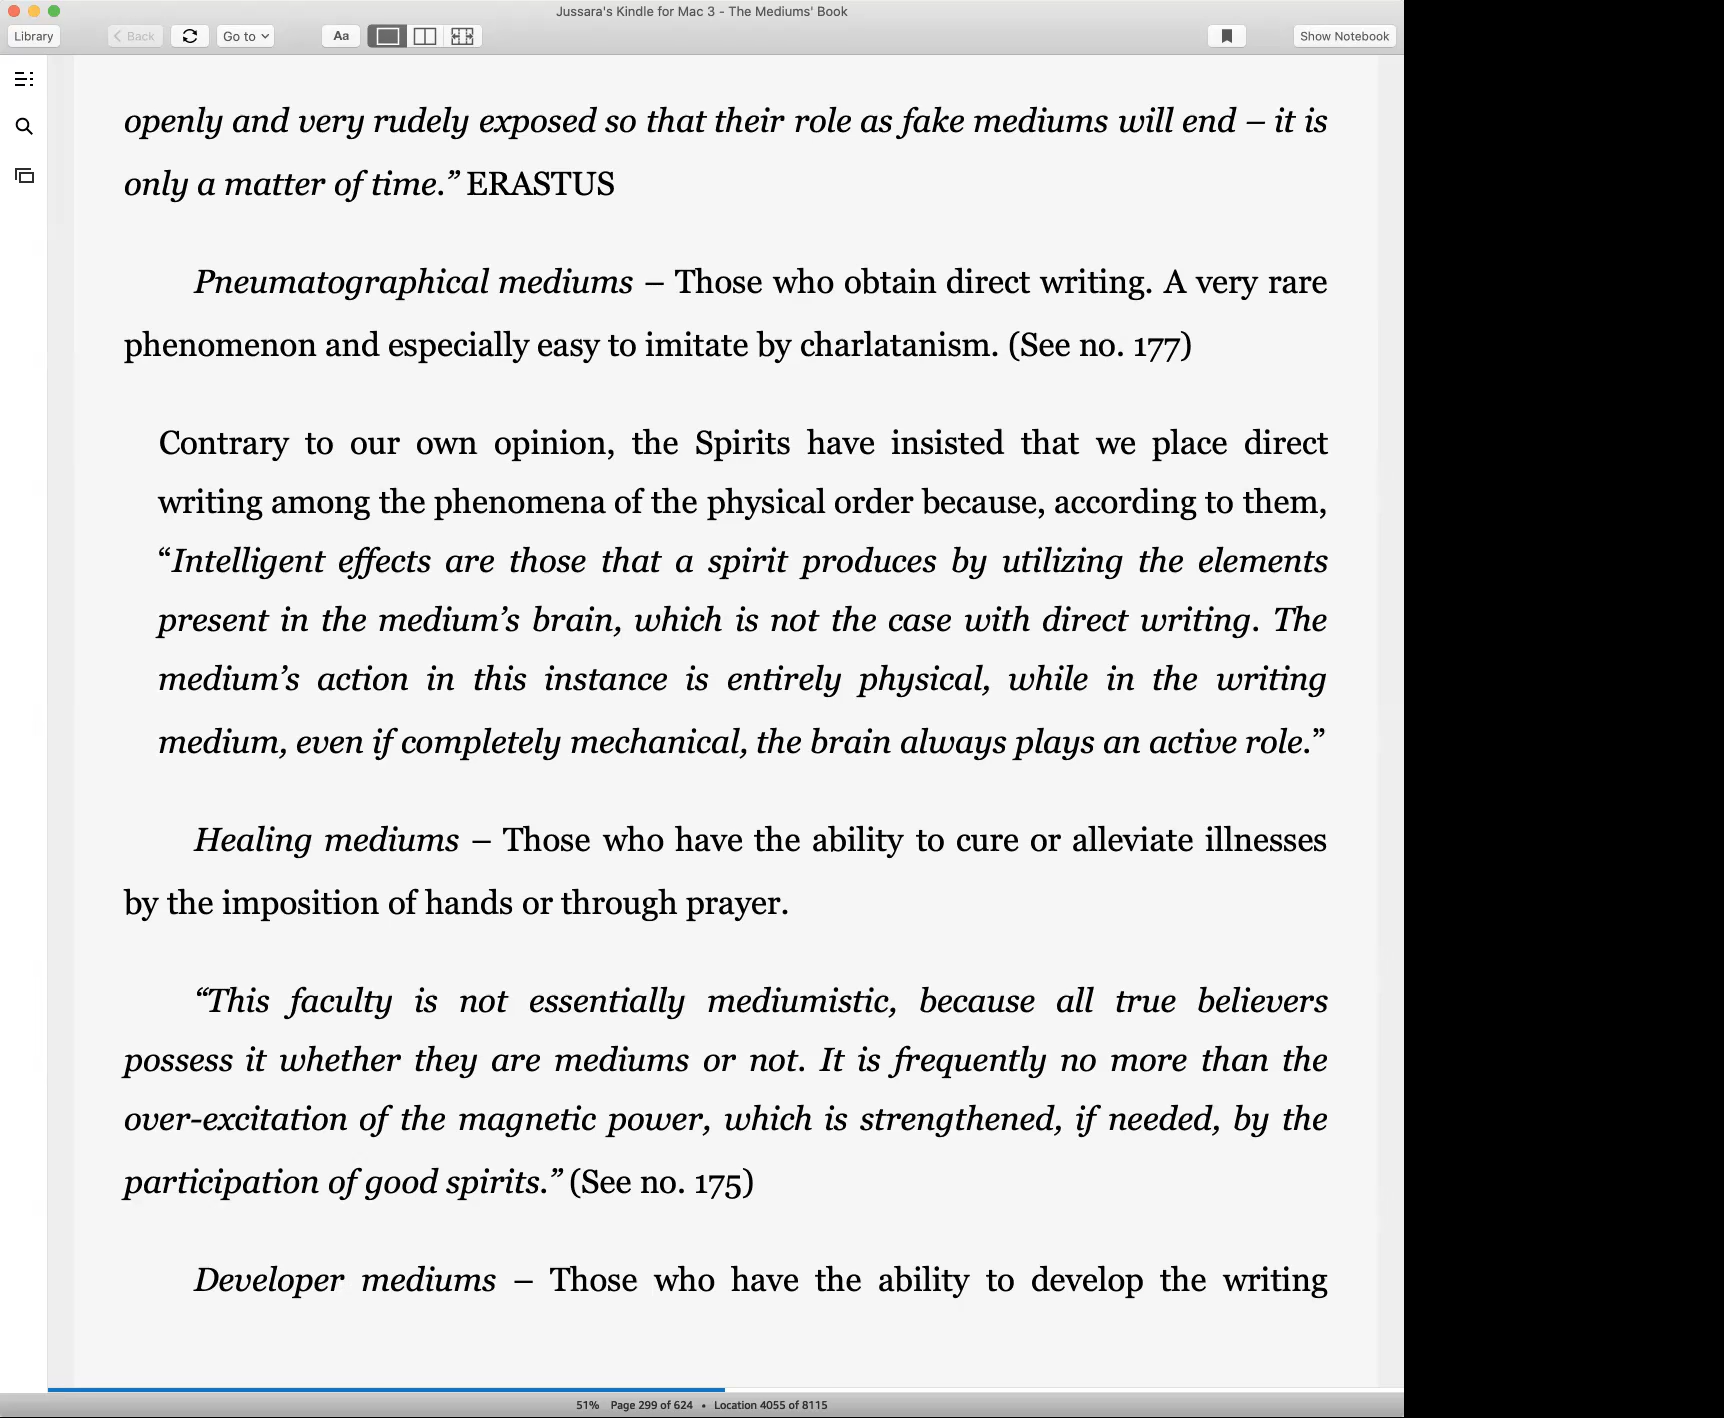 Jussara's Kindle for Mac 3 - The Mediums' Book
Library
Back
Go to
Aa
Show Notebook
openly and very rudely exposed so that their role as fake mediums will end – it is
only a matter of time.” ERASTUS
Pneumatographical mediums – Those who obtain direct writing. A very rare
phenomenon and especially easy to imitate by charlatanism. (See no. 177)
Contrary to our own opinion, the Spirits have insisted that we place direct
writing among the phenomena of the physical order because, according to them,
“Intelligent effects are those that a spirit produces by utilizing the elements
present in the medium’s brain, which is not the case with direct writing. The
medium’s action in this instance is entirely physical, while in the writing
medium, even if completely mechanical, the brain always plays an active role.”
Healing mediums – Those who have the ability to cure or alleviate illnesses
by the imposition of hands or through prayer.
“This faculty is not essentially mediumistic, because all true believers
possess it whether they are mediums or not. It is frequently no more than the
over-excitation of the magnetic power, which is strengthened, if needed, by the
participation of good spirits.” (See no. 175)
Developer mediums – Those who have the ability to develop the writing
51% Page 299 of 624 • Location 4055 of 8115